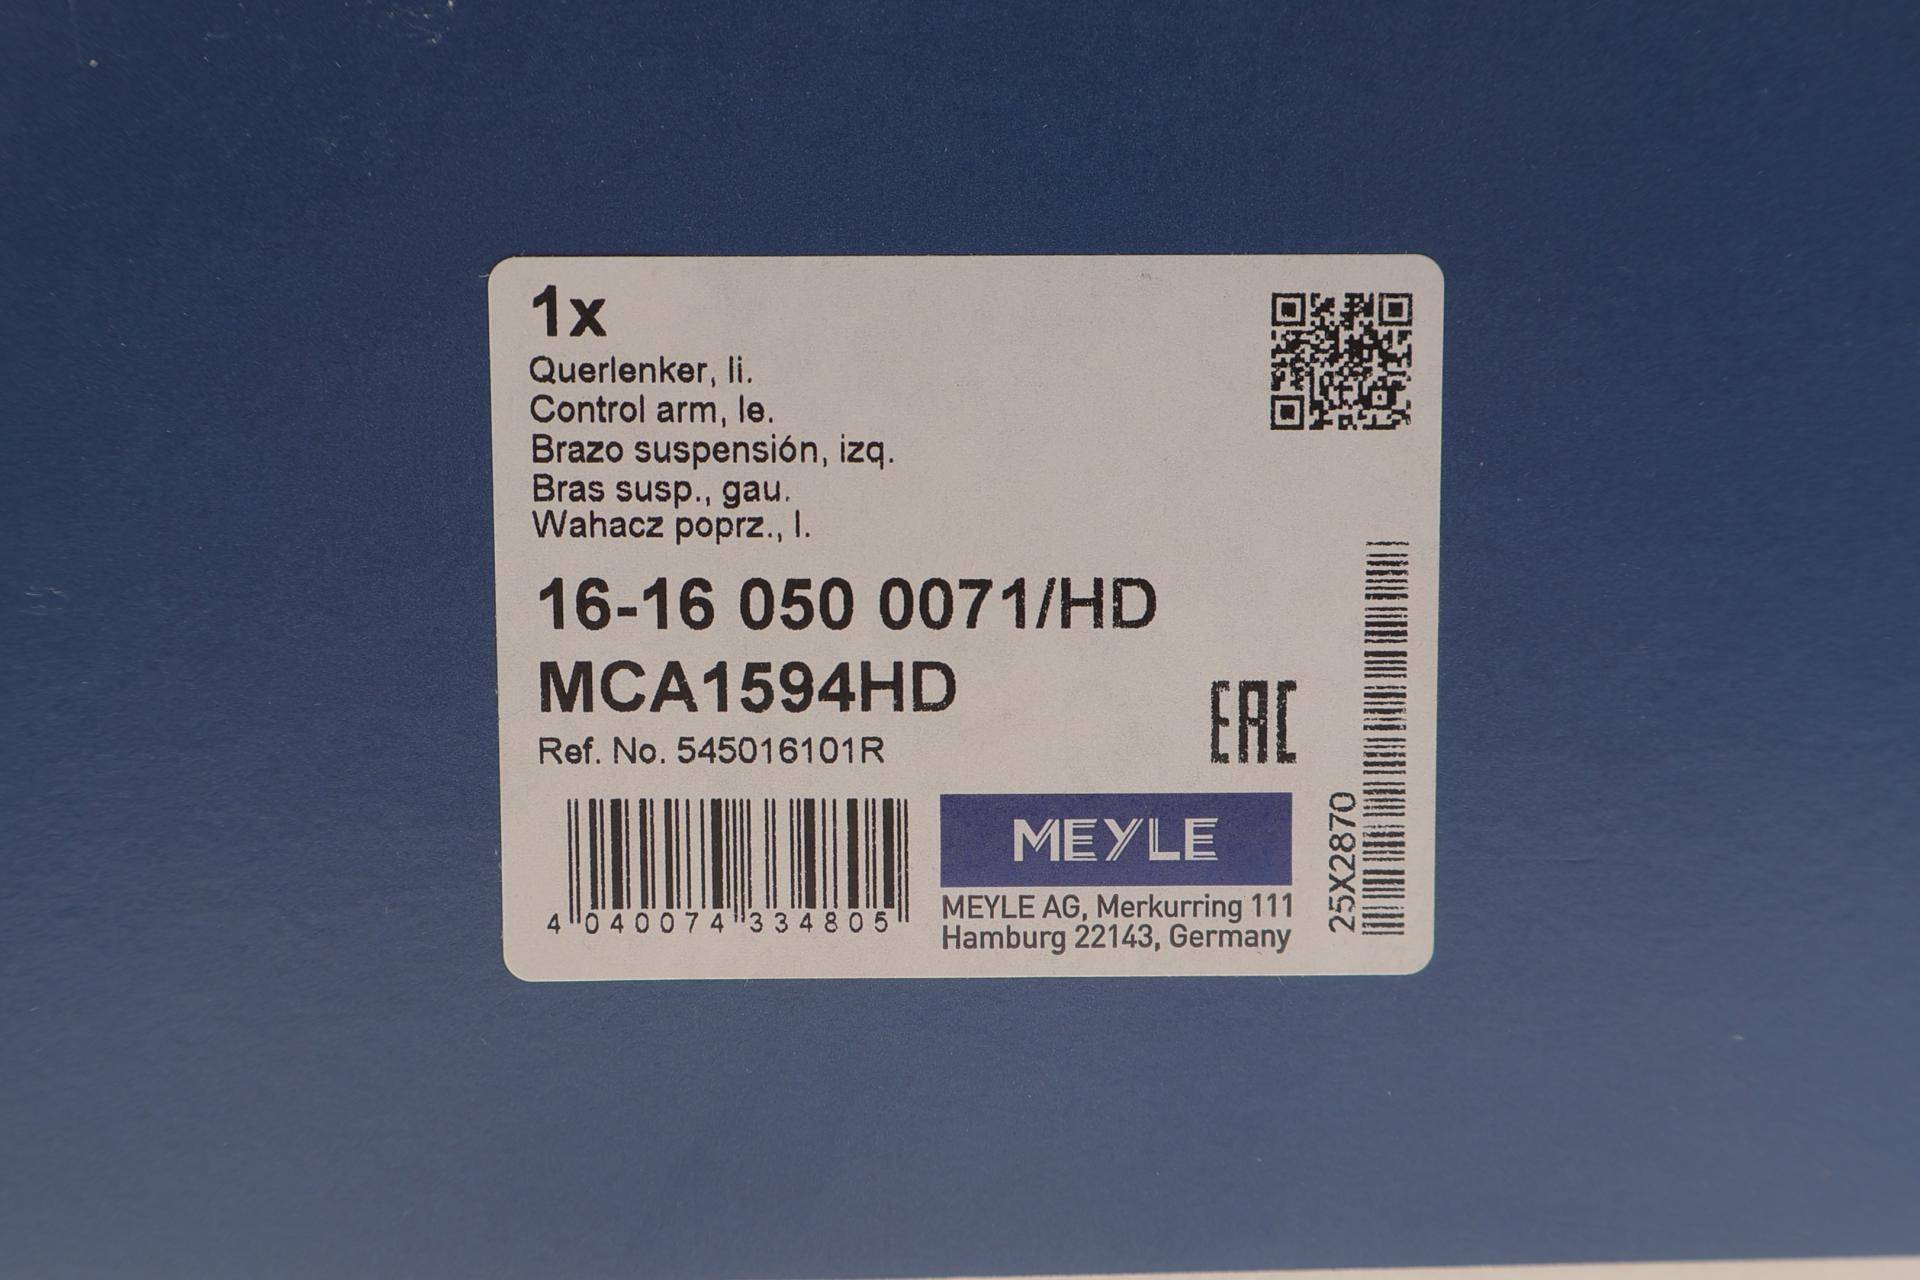 1x
Querlenker, li.
Control arm, le.
Brazo suspensión, izq.
Bras susp., gau.
Wahacz poprz., l.
16-16 050 0071/HD
MCA1594HD
Ref. No. 545016101R
EAC
4 040074 334805
MEYLE
MEYLE AG, Merkurring 111
Hamburg 22143, Germany
25X2870